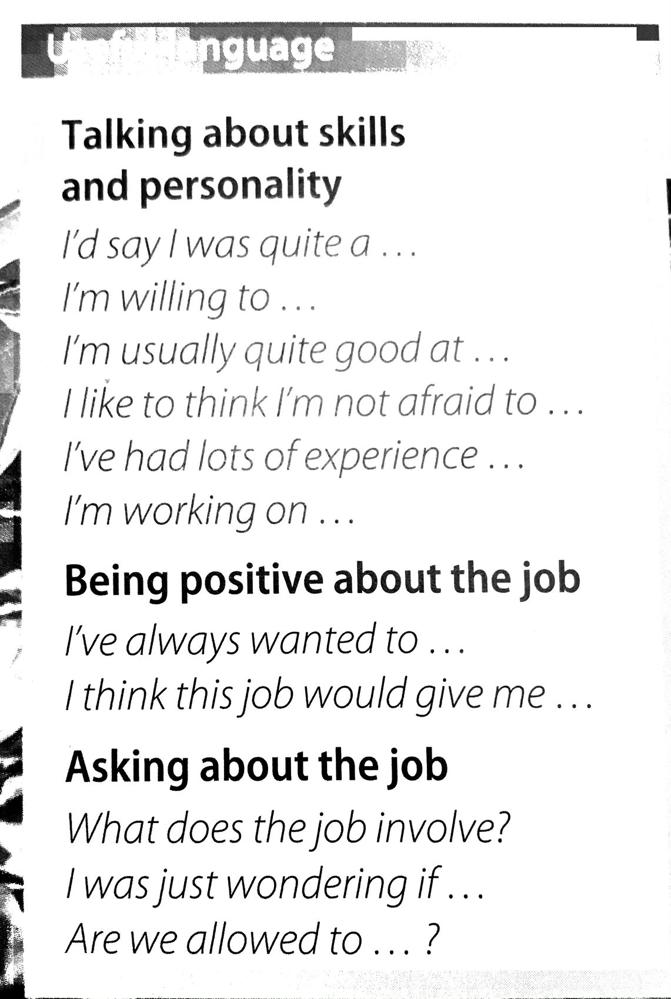 Useful language
Talking about skills
and personality
I'd say I was quite a ...
I'm willing to ...
I'm usually quite good at ...
I like to think I'm not afraid to ...
I've had lots of experience ...
I'm working on ...
Being positive about the job
I've always wanted to ...
I think this job would give me ...
Asking about the job
What does the job involve?
I was just wondering if ...
Are we allowed to ... ?